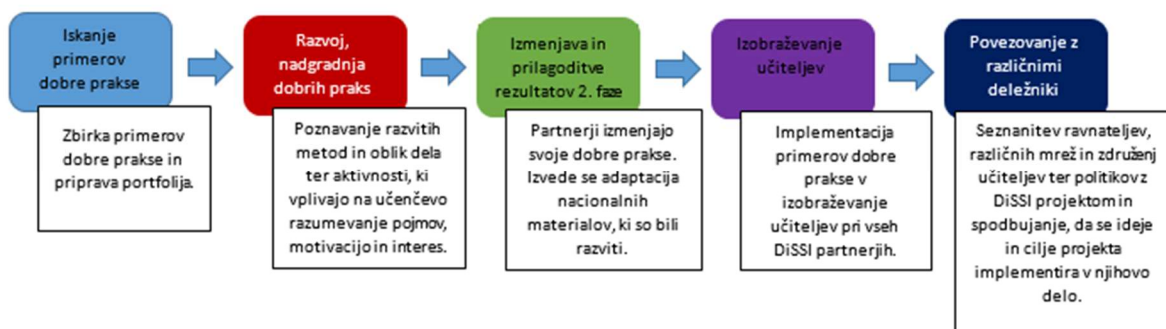 Iskanje
primerov
dobre prakse
Zbirka primerov
dobre prakse in
priprava portfolija.
Razvoj,
nadgradnja
dobrih praks
Poznavanje razvitih
metod in oblik dela
ter aktivnosti, ki
vplivajo na učenčevo
razumevanje pojmov,
motivacijo in interes.
Izmenjava in
prilagoditve
rezultatov 2. faze
Partnerji izmenjajo
svoje dobre prakse.
Izvede se adaptacija
nacionalnih
materialov, ki so bili
razviti.
Izobraževanje
učiteljev
Implementacija
primerov dobre
prakse v
izobraževanje
učiteljev pri vseh
DiSSI partnerjih.
Povezovanje z
različnimi
deležniki
Seznanitev ravnateljev,
različnih mrež in združenj
učiteljev ter politikov z
DiSSI projektom in
spodbujanje, da se ideje
in cilje projekta
implementira v njihovo
delo.